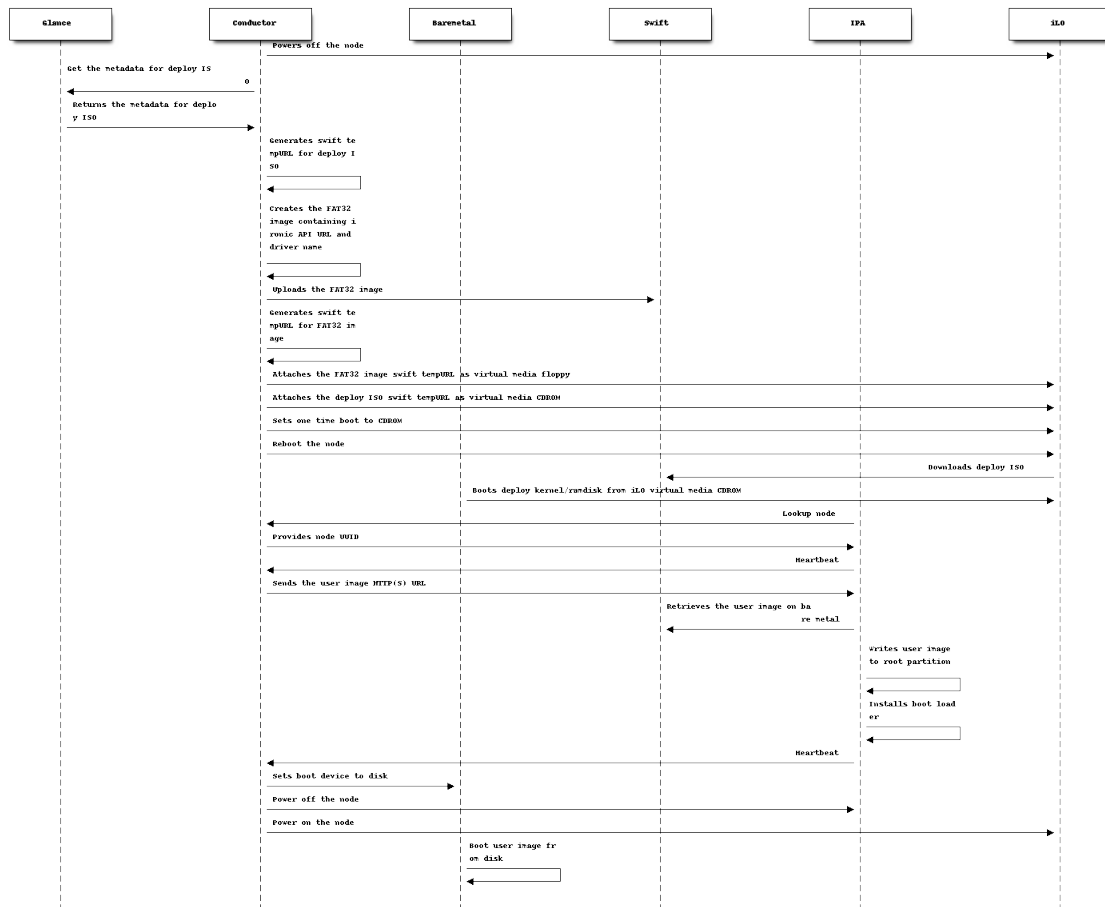 Glance
Conductor
Baremetal
Swift
IPA
iLO
Powers off the node
Get the metadata for deploy IS
O
Returns the metadata for deplo
y ISO
Generates swift te
mpURL for deploy I
SO
Creates the FAT32
image containing i
ronic API URL and
driver name
Uploads the FAT32 image
Generates swift te
mpURL for FAT32 im
age
Attaches the FAT32 image swift tempURL as virtual media floppy
Attaches the deploy ISO swift tempURL as virtual media CDROM
Sets one time boot to CDROM
Reboot the node
Downloads deploy ISO
Boots deploy kernel/ramdisk from iLO virtual media CDROM
Lookup node
Provides node UUID
Heartbeat
Sends the user image HTTP(S) URL
Retrieves the user image on ba
re metal
Writes user image
to root partition
Installs boot load
er
Heartbeat
Sets boot device to disk
Power off the node
Power on the node
Boot user image fr
om disk